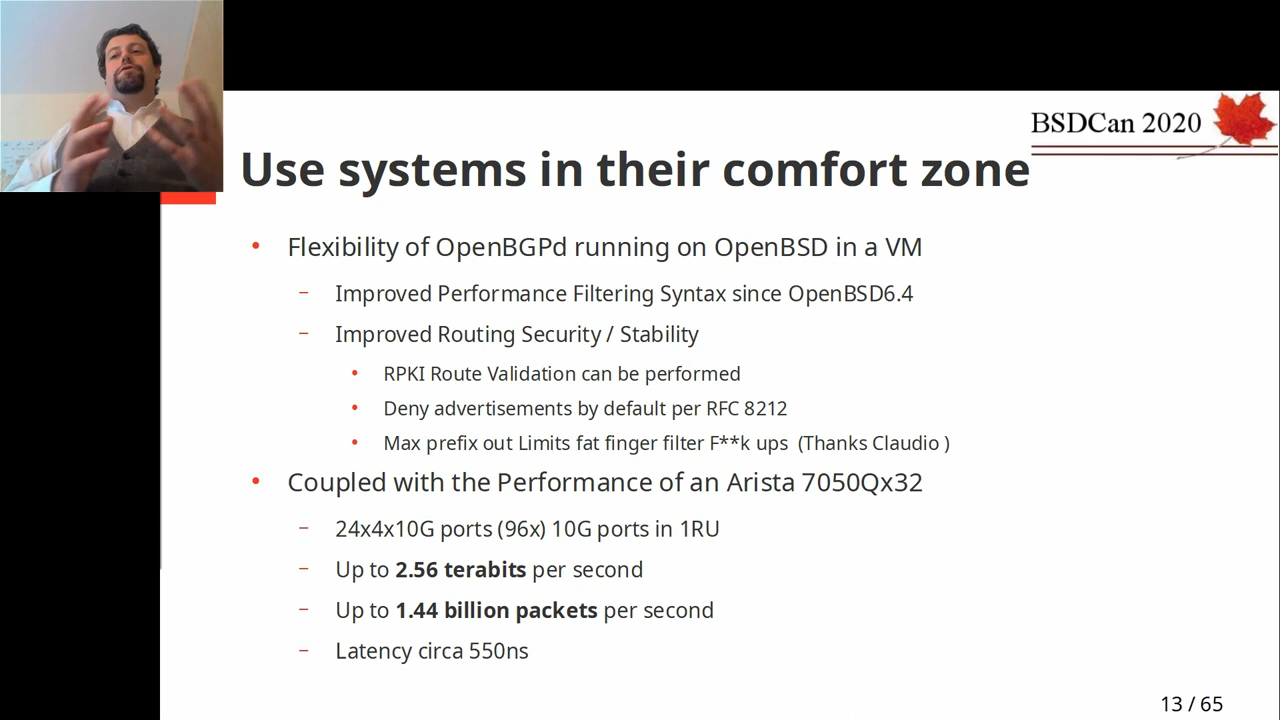 BSDCan 2020
Use systems in their comfort zone
• Flexibility of OpenBGPd running on OpenBSD in a VM
– Improved Performance Filtering Syntax since OpenBSD6.4
– Improved Routing Security / Stability
• RPKI Route Validation can be performed
• Deny advertisements by default per RFC 8212
• Max prefix out Limits fat finger filter F**k ups (Thanks Claudio )
• Coupled with the Performance of an Arista 7050Qx32
– 24x4x10G ports (96x) 10G ports in 1RU
– Up to 2.56 terabits per second
– Up to 1.44 billion packets per second
– Latency circa 550ns
13 / 65